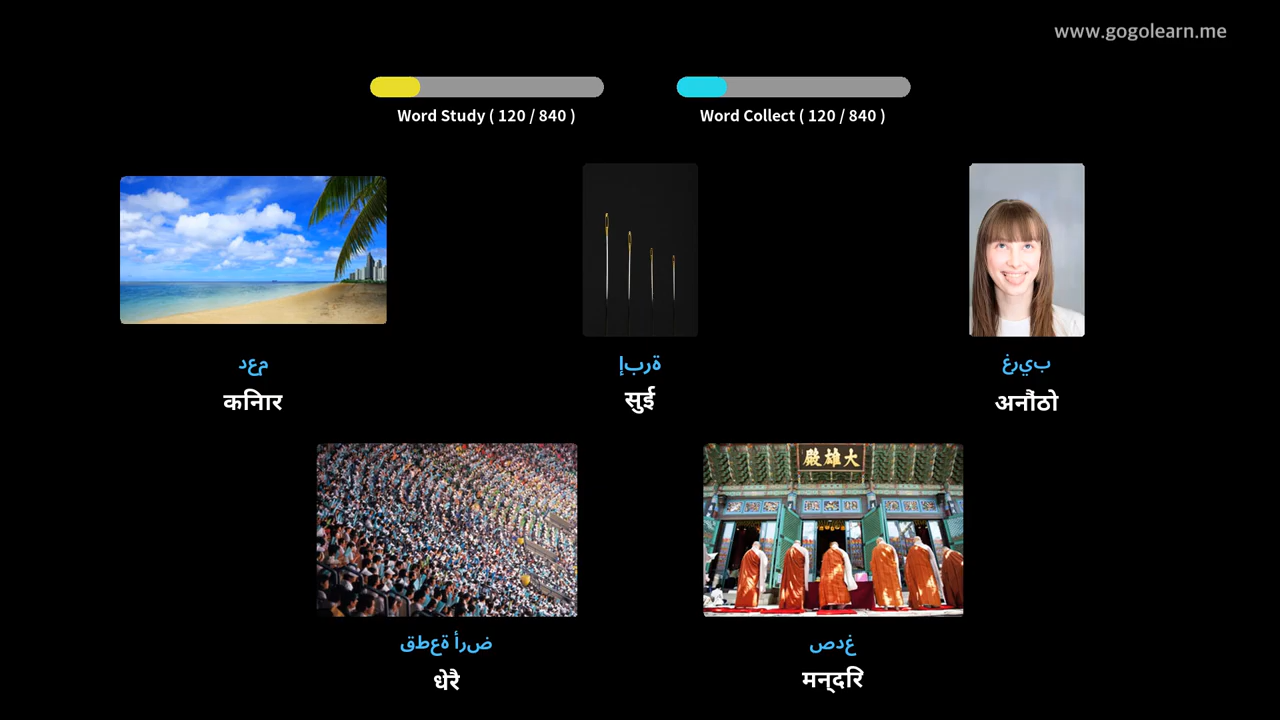 www.gogolearn.me
Word Study ( 120 / 840 )
Word Collect ( 120 / 840 )
معد
कनिार
ةربإ
सुई
بيرغ
अनौंठो
ضرأ ةعطق
धेरै
大雄殿
غدص
मन्‌दरि